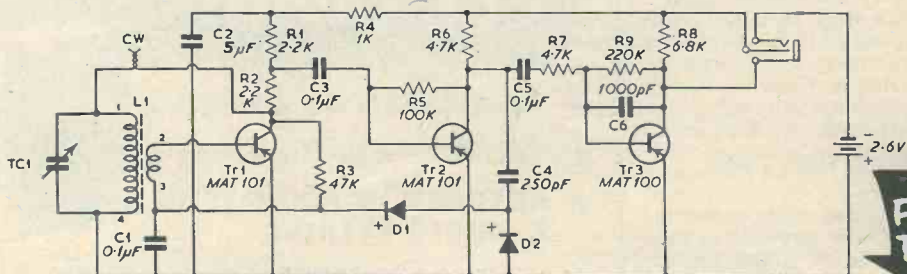 CW
C2
5µF
R1
2·2K
R4
1K
R6
4·7K
R7
4·7K
R9
220K
R8
6·8K
R2
2·2
K
C3
0·1µF
R5
100K
C5
0·1µF
1000pF
C6
1
L1
2
3
4
TC1
Tr1
MAT 101
R3
47K
Tr2
MAT 101
C4
250pF
Tr3
MAT 100
2·6V
-
+
C1
0·1µF
+
D1
+
D2